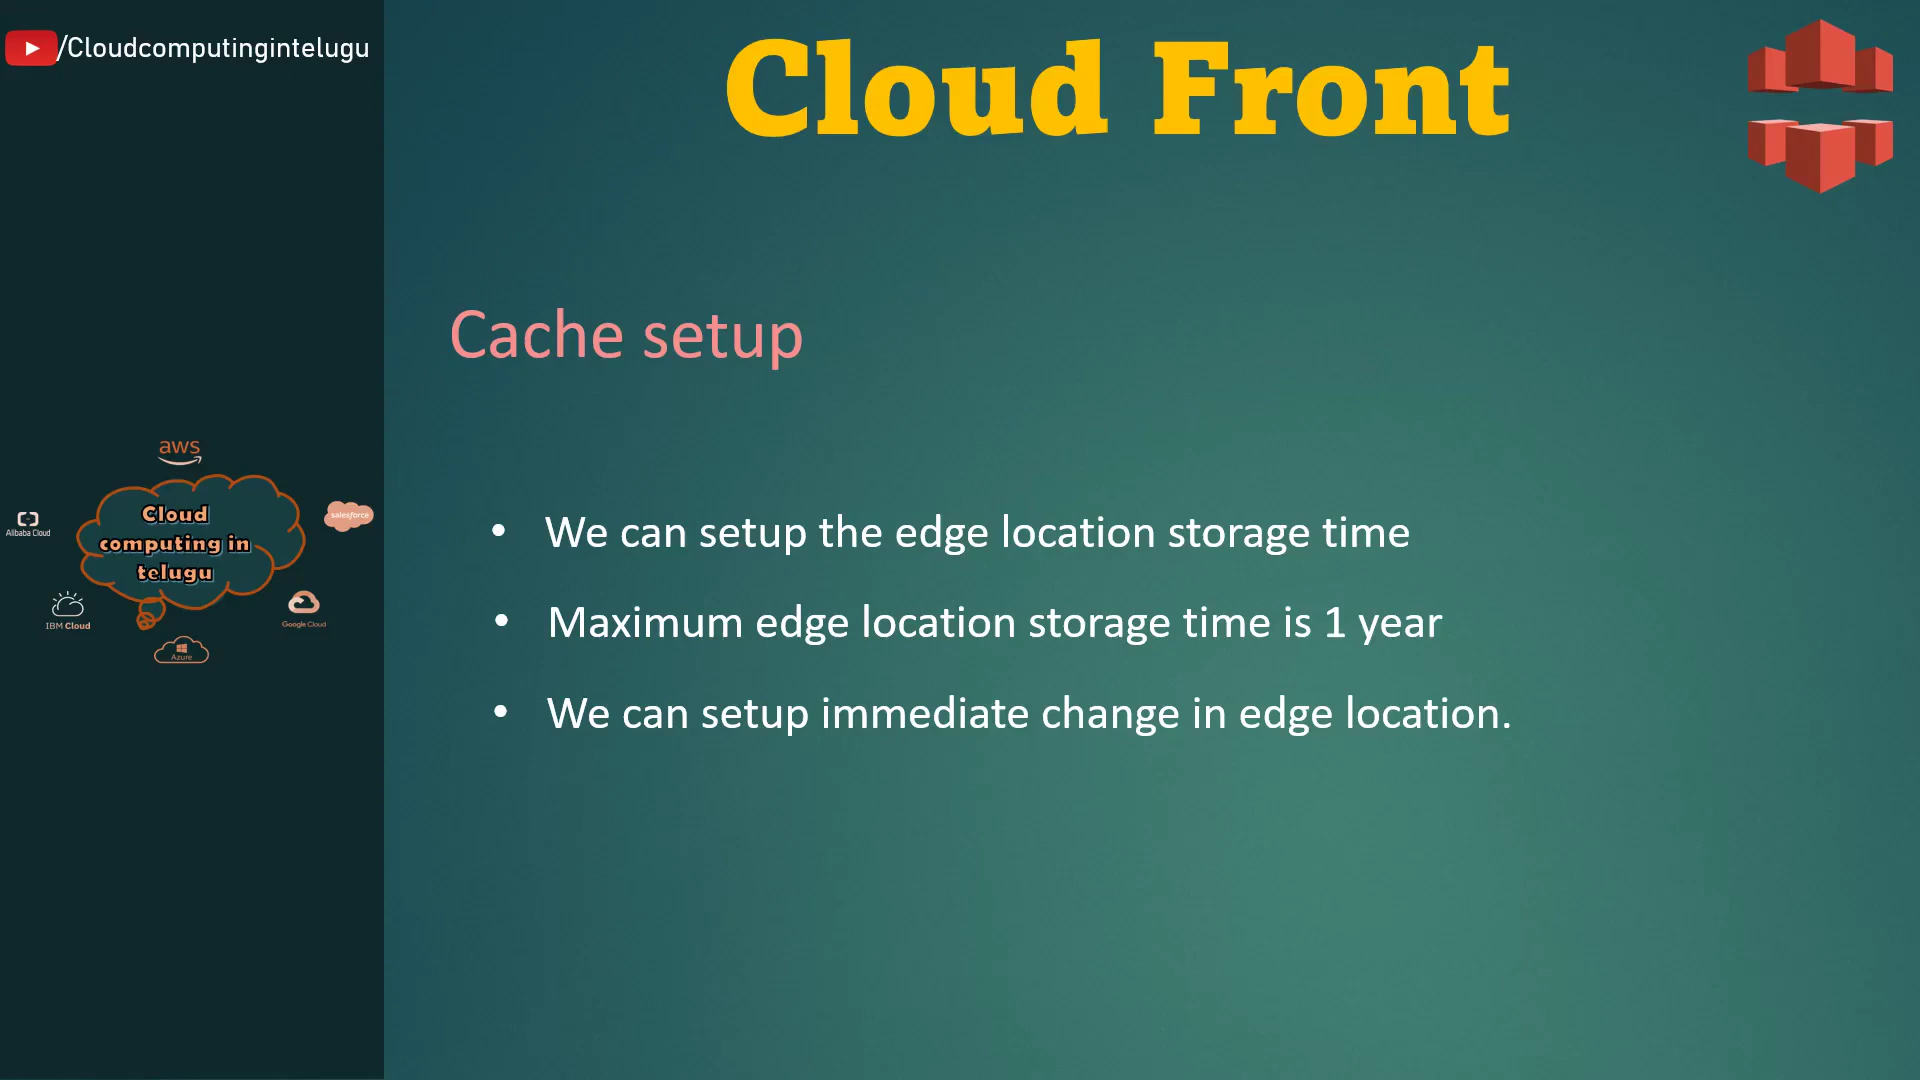 /Cloudcomputingintelugu
Cloud Front
Cache setup
• We can setup the edge location storage time
• Maximum edge location storage time is 1 year
• We can setup immediate change in edge location.
aws
Alibaba Cloud
salesforce
Cloud
computing in
telugu
IBM Cloud
Google Cloud
Azure